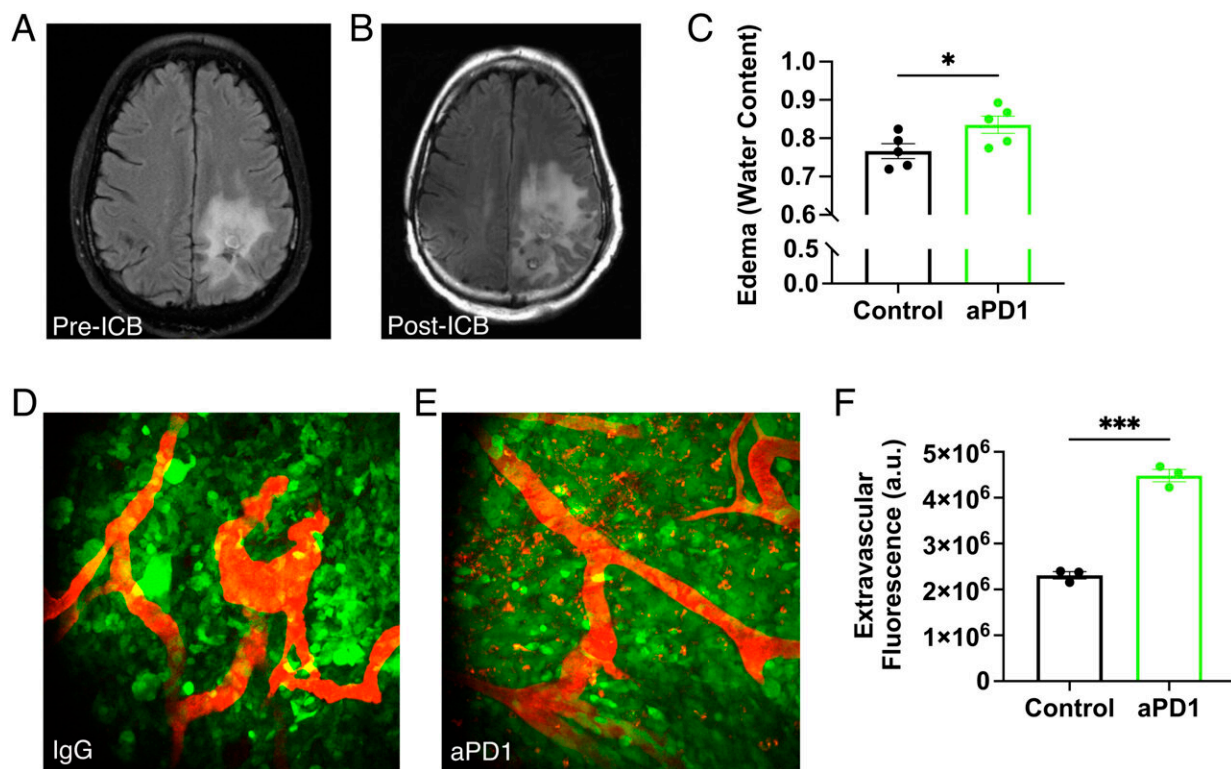 A
Pre-ICB
B
Post-ICB
C
Edema (Water Content)
1.0
0.9
0.8
0.7
0.6
0.5
0.0
*
Control
aPD1
D
IgG
E
aPD1
F
Extravascular
Fluorescence (a.u.)
5×10⁶
4×10⁶
3×10⁶
2×10⁶
1×10⁶
0
***
Control
aPD1